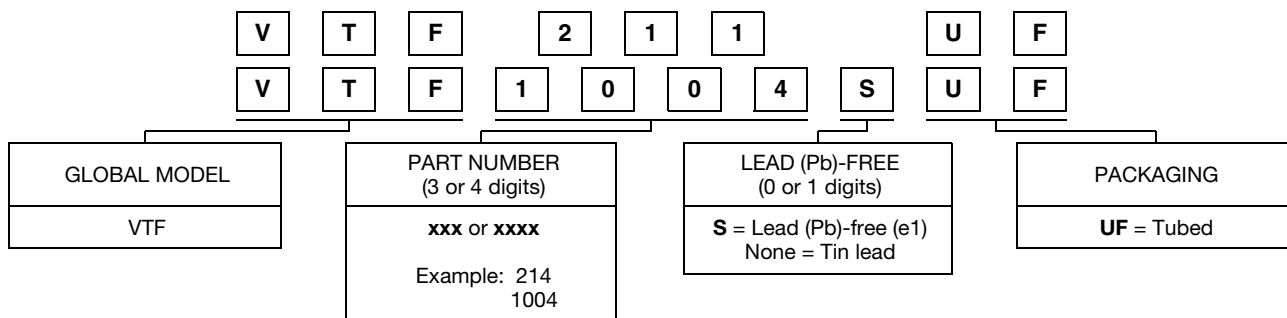 V T F 2 1 1 U F
V T F 1 0 0 4 S U F
GLOBAL MODEL
VTF
PART NUMBER
(3 or 4 digits)
xxx or xxxx
Example: 214
1004
LEAD (Pb)-FREE
(0 or 1 digits)
S = Lead (Pb)-free (e1)
None = Tin lead
PACKAGING
UF = Tubed